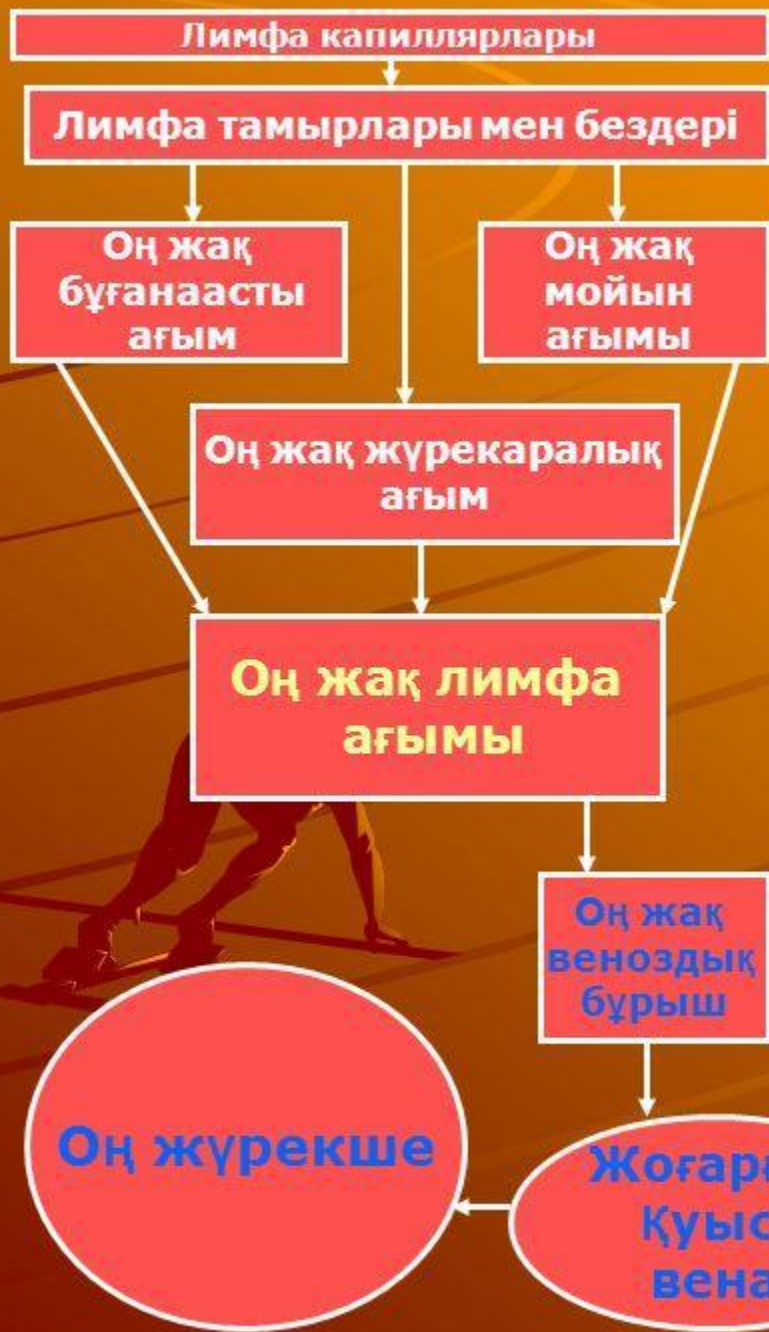 Лимфа капиллярлары
Лимфа тамырлары мен бездері
Оң жақ
бұғанаасты
ағым
Оң жақ
мойын
ағымы
Оң жақ жүрекаралық
ағым
Оң жақ лимфа
ағымы
Оң жақ
веноздық
бұрыш
Оң жүрекше
вена